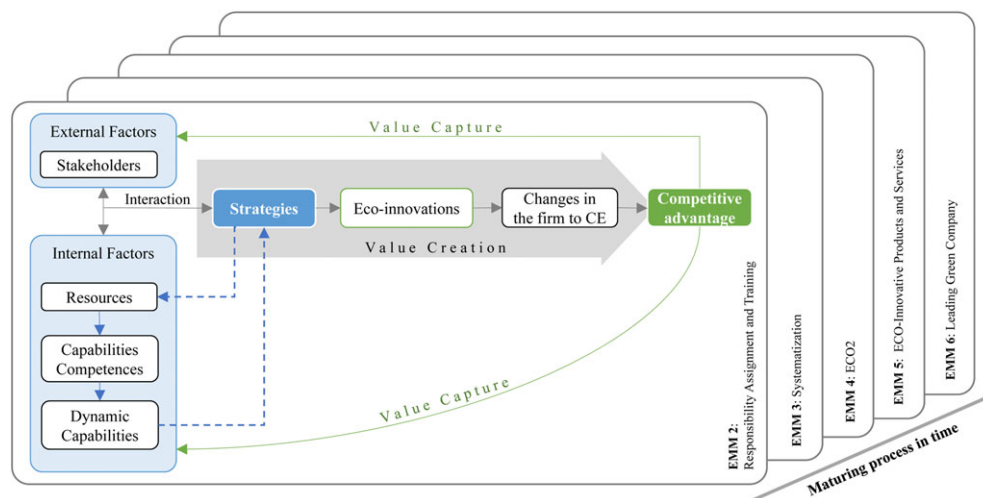 External Factors
Stakeholders
Interaction
Internal Factors
Resources
Capabilities
Competences
Dynamic
Capabilities
Value Capture
Strategies
Eco-innovations
Changes in
the firm to CE
Competitive
advantage
Value Creation
Value Capture
EMM 2:
Responsibility Assignment and Training
EMM 3: Systematization
EMM 4: ECO2
EMM 5: ECO-Innovative Products and Services
EMM 6: Leading Green Company
Maturing process in time